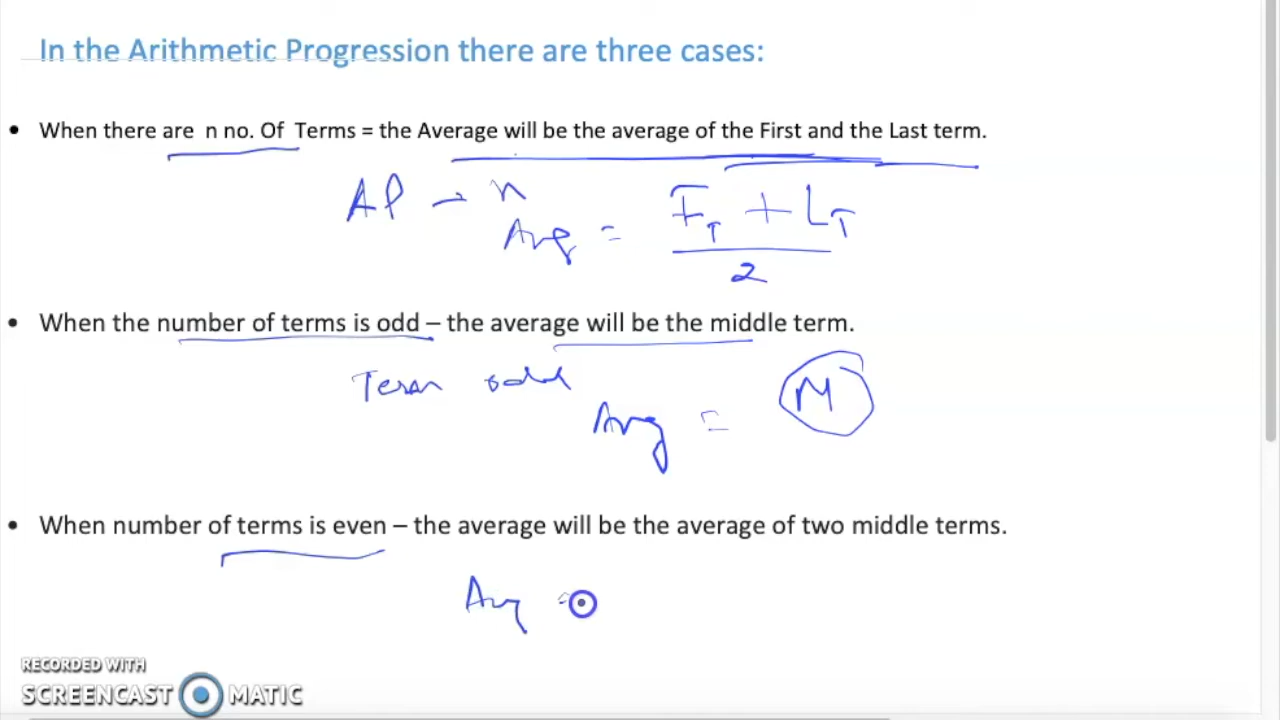 In the Arithmetic Progression there are three cases:
• When there are n no. Of Terms = the Average will be the average of the First and the Last term.
AP → n
Avg = F_T + L_T
2
• When the number of terms is odd – the average will be the middle term.
Term odd
Avg = M
• When number of terms is even – the average will be the average of two middle terms.
Avg =
RECORDED WITH
SCREENCAST MATIC